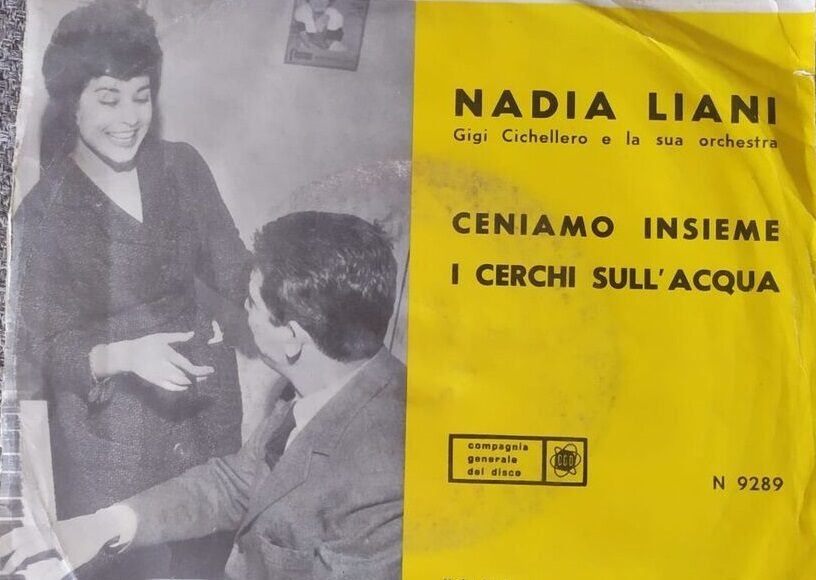 NADIA LIANI
Gigi Cichellero e la sua orchestra
CENIAMO INSIEME
I CERCHI SULL'ACQUA
compagnia
generale
del disco
CGD
N 9289